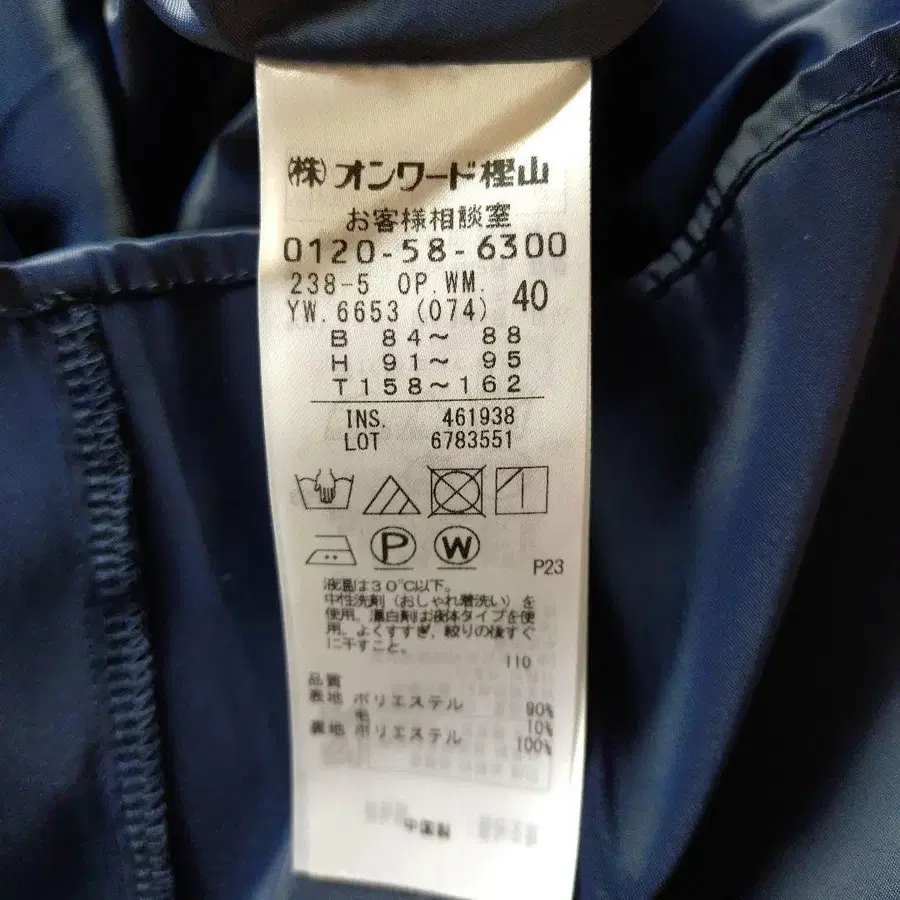 (株)オンワード樫山
お客様相談室
0120-58-6300
238-5 OP.WM.
YW.6653(074) 40
B 84～ 88
H 91～ 95
T158～162
INS. 461938
LOT 6783551
P
W
P23
液温は30℃以下。
中性洗剤(おしゃれ着洗い)を
使用。漂白剤は液体タイプを使
用。よくすすぎ、絞りの後すぐ
に干すこと。
110
品質
表地 ポリエステル 90%
毛 10%
裏地 ポリエステル 100%